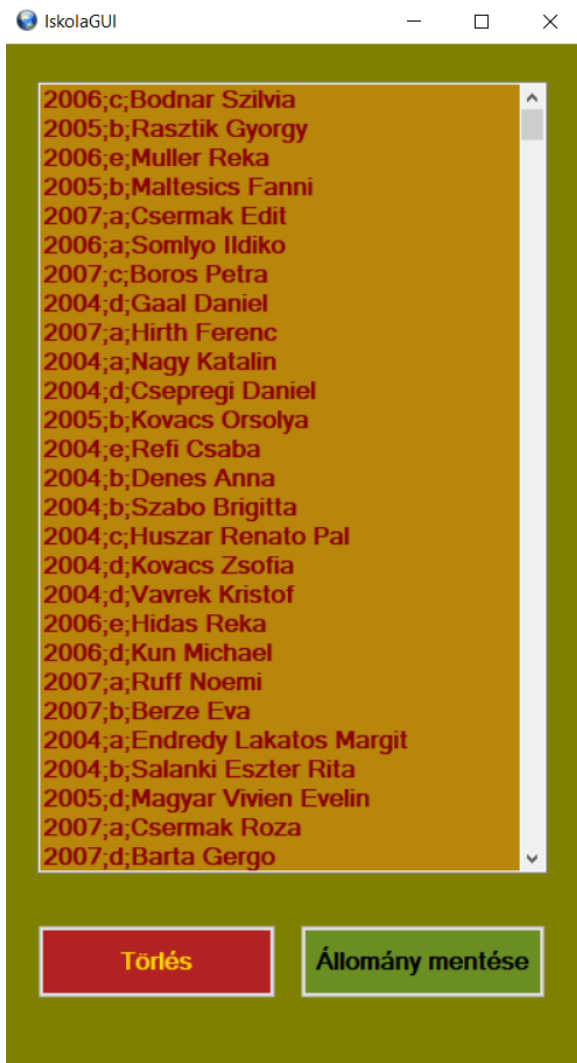 IskolaGUI
2006;c;Bodnar Szilvia
2005;b;Rasztik Gyorgy
2006;e;Muller Reka
2005;b;Maltesics Fanni
2007;a;Csermak Edit
2006;a;Somlyo Ildiko
2007;c;Boros Petra
2004;d;Gaal Daniel
2007;a;Hirth Ferenc
2004;a;Nagy Katalin
2004;d;Csepregi Daniel
2005;b;Kovacs Orsolya
2004;e;Refi Csaba
2004;b;Denes Anna
2004;b;Szabo Brigitta
2004;c;Huszar Renato Pal
2004;d;Kovacs Zsofia
2004;d;Vavrek Kristof
2006;e;Hidas Reka
2006;d;Kun Michael
2007;a;Ruff Noemi
2007;b;Berze Eva
2004;a;Endredy Lakatos Margit
2004;b;Salanki Eszter Rita
2005;d;Magyar Vivien Evelin
2007;a;Csermak Roza
2007;d;Barta Gergo
Törlés
Állomány mentése